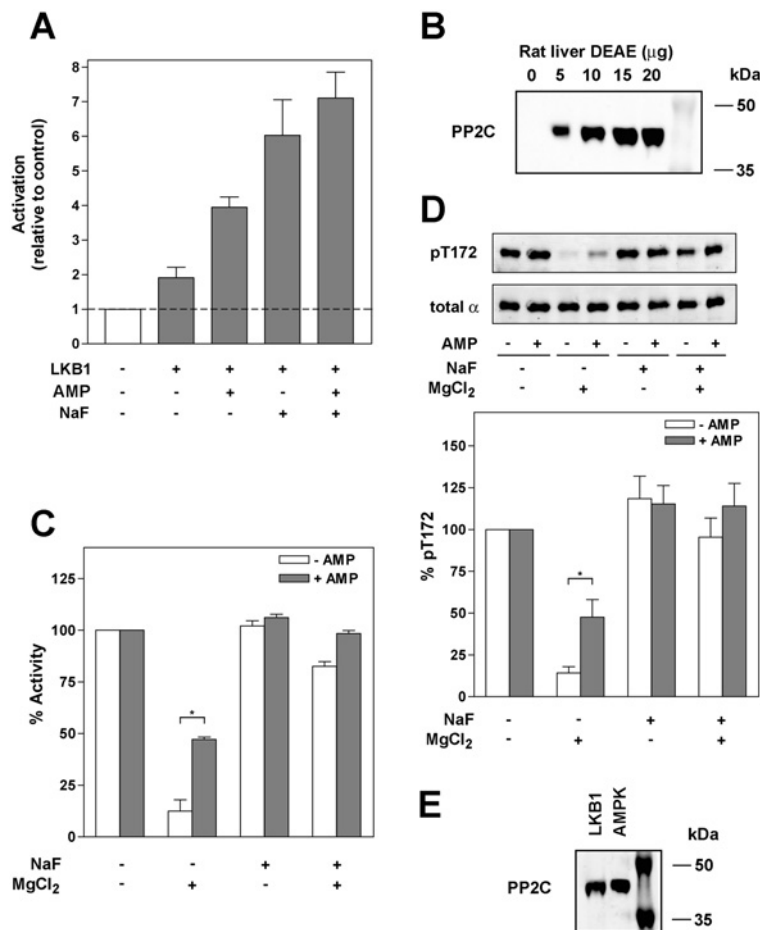 A
8
7
6
5
4
3
2
1
0
Activation
(relative to control)
LKB1 - + + + +
AMP - - + - +
NaF - - - + +
B
Rat liver DEAE (μg)
0 5 10 15 20 kDa
PP2C
50
35
C
- AMP
+ AMP
125
100
75
50
25
0
% Activity
*
NaF - - + +
MgCl2 - + - +
D
pT172
total α
AMP - + - + - + - +
NaF - - + +
MgCl2 - + - +
- AMP
+ AMP
150
125
100
75
50
25
0
% pT172
*
NaF - - + +
MgCl2 - + - +
E
LKB1
AMPK
kDa
PP2C
50
35